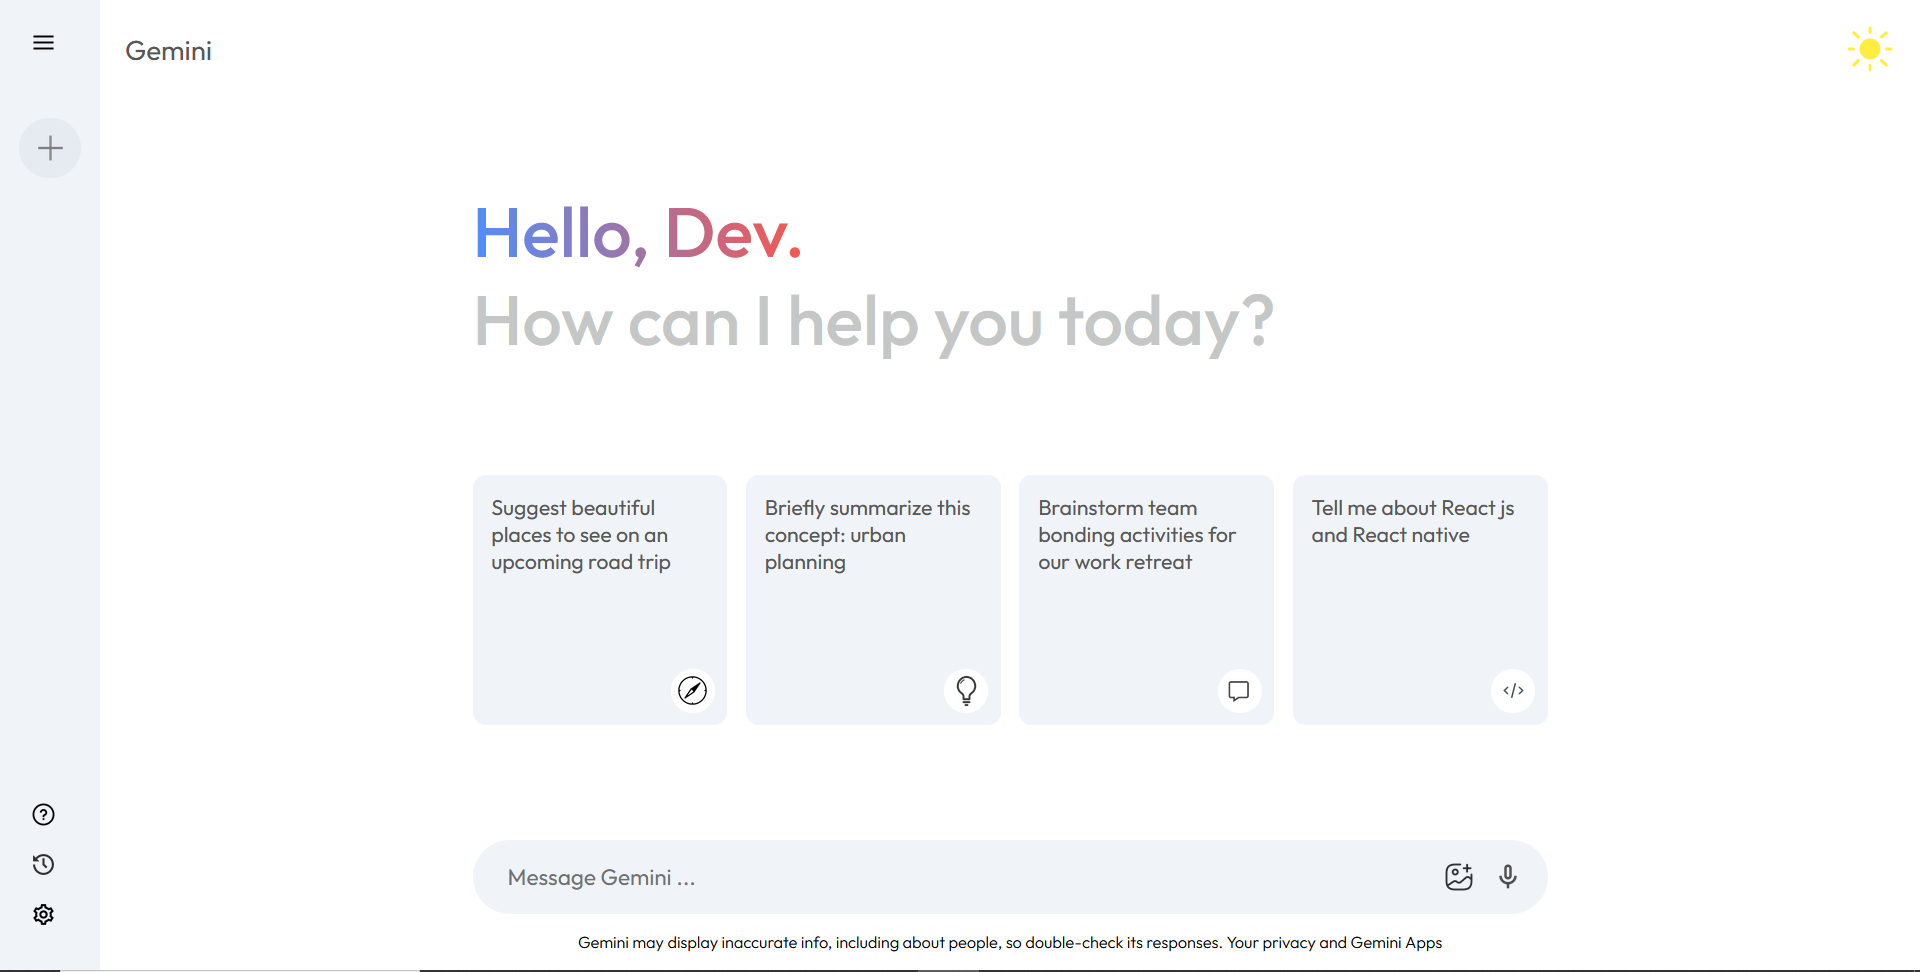 Gemini
Hello, Dev.
How can I help you today?
Suggest beautiful
places to see on an
upcoming road trip
Briefly summarize this
concept: urban
planning
Brainstorm team
bonding activities for
our work retreat
Tell me about React js
and React native
Message Gemini ...
Gemini may display inaccurate info, including about people, so double-check its responses. Your privacy and Gemini Apps